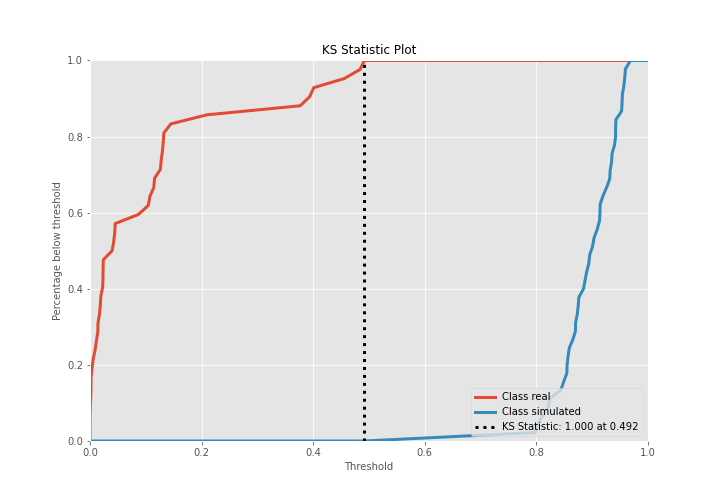 KS Statistic Plot
1.0
0.8
0.6
0.4
0.2
0.0
Percentage below threshold
Class real
Class simulated
KS Statistic: 1.000 at 0.492
0.0 0.2 0.4 0.6 0.8 1.0
Threshold